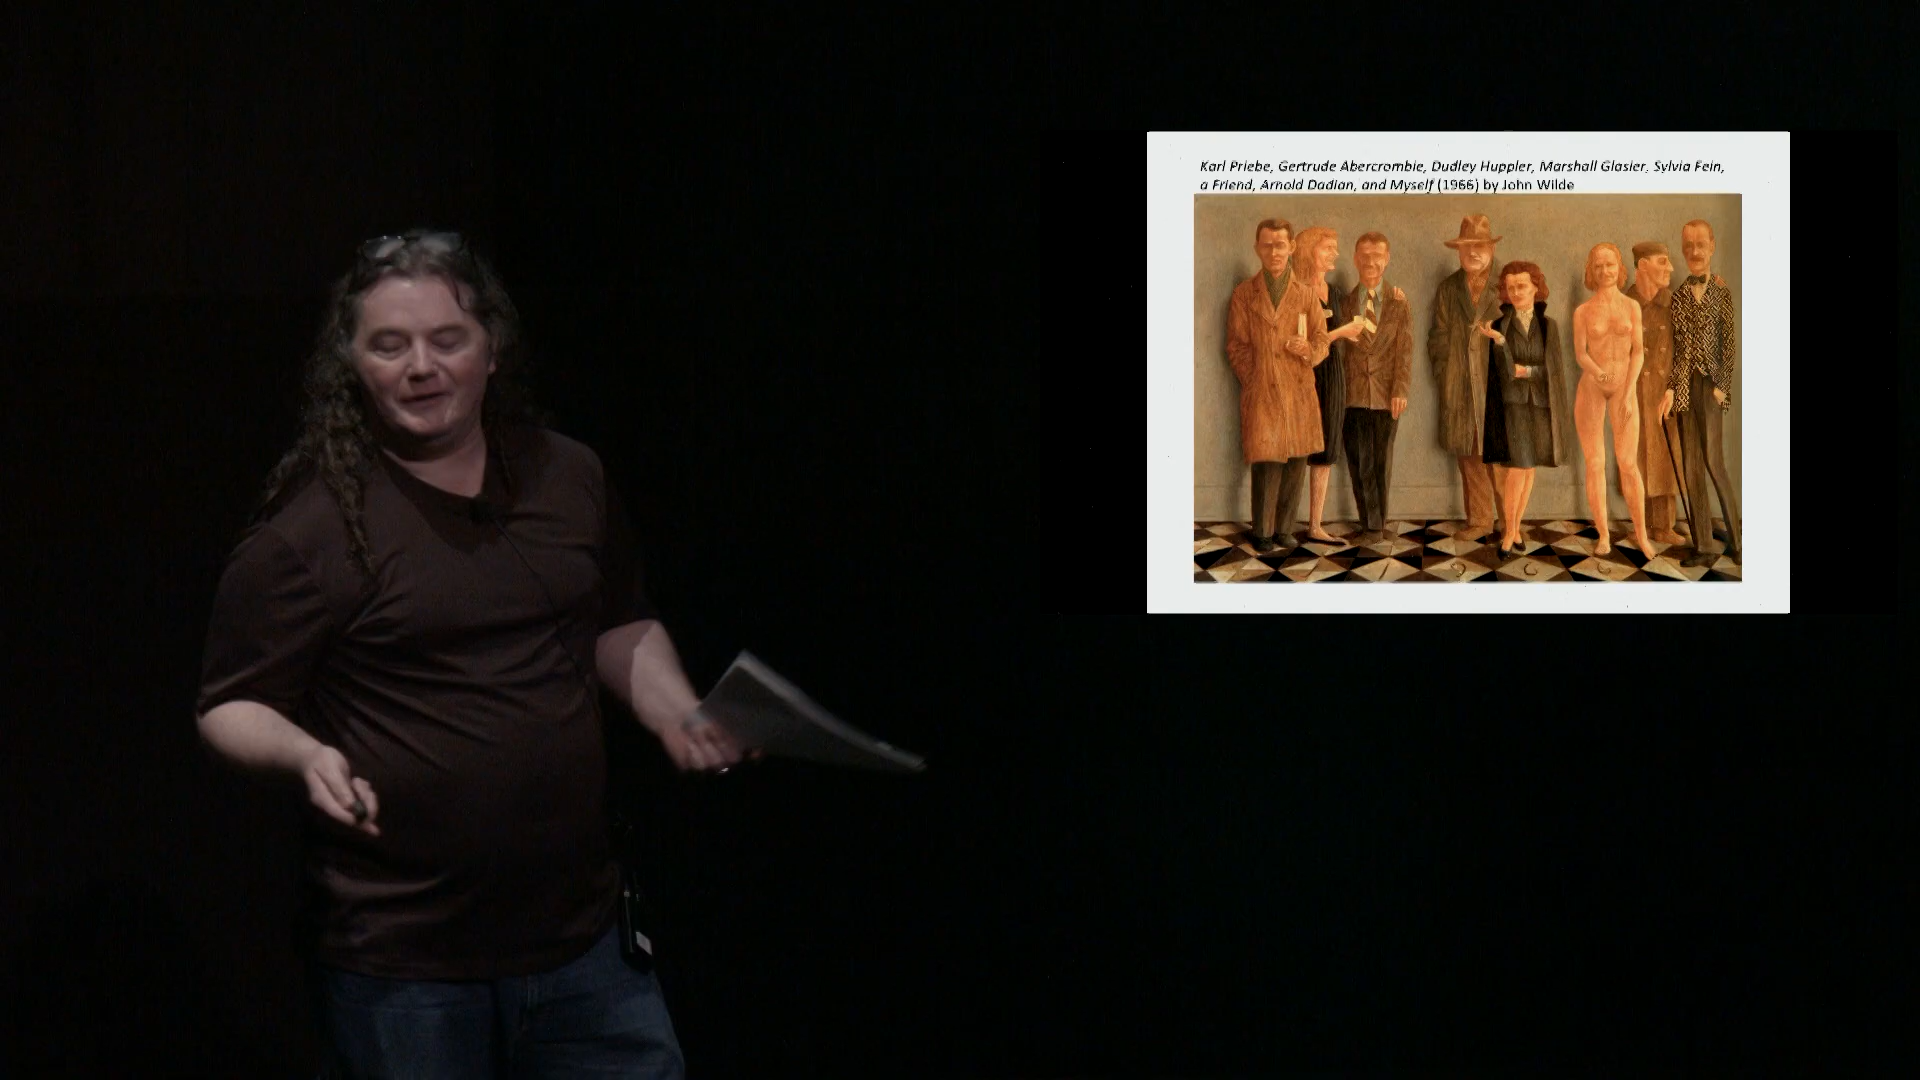 Karl Priebe, Gertrude Abercrombie, Dudley Huppler, Marshall Glasier, Sylvia Fein,
a Friend, Arnold Dadian, and Myself (1966) by John Wilde